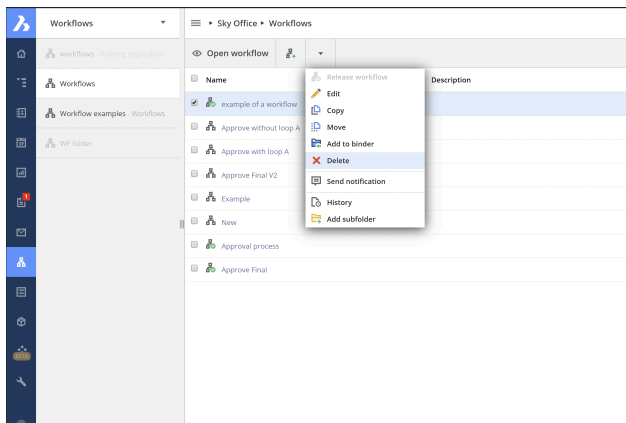 Workflows
Sky Office Workflows
workflows - Building Application
Workflows
Workflow examples - Workflows
WF folder
1
BETA
Open workflow
Name
Description
example of a workflow
Approve without loop A
Approve with loop A
Approve Final V2
Example
New
Approval process
Approve Final
Release workflow
Edit
Copy
Move
Add to binder
Delete
Send notification
History
Add subfolder